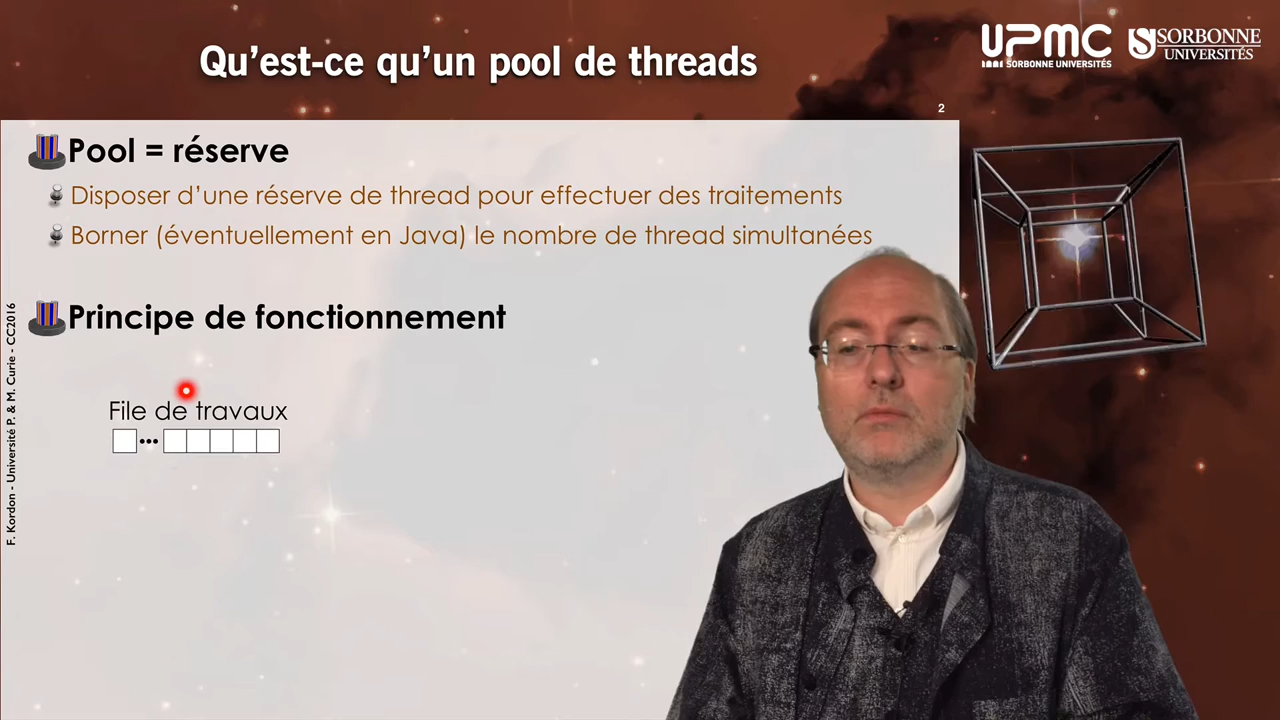 Qu'est-ce qu'un pool de threads
UPMC
SORBONNE UNIVERSITÉS
SORBONNE
UNIVERSITÉS
2
Pool = réserve
Disposer d'une réserve de thread pour effectuer des traitements
Borner (éventuellement en Java) le nombre de thread simultanées
Principe de fonctionnement
File de travaux
F. Kordon - Université P. & M. Curie - CC2016